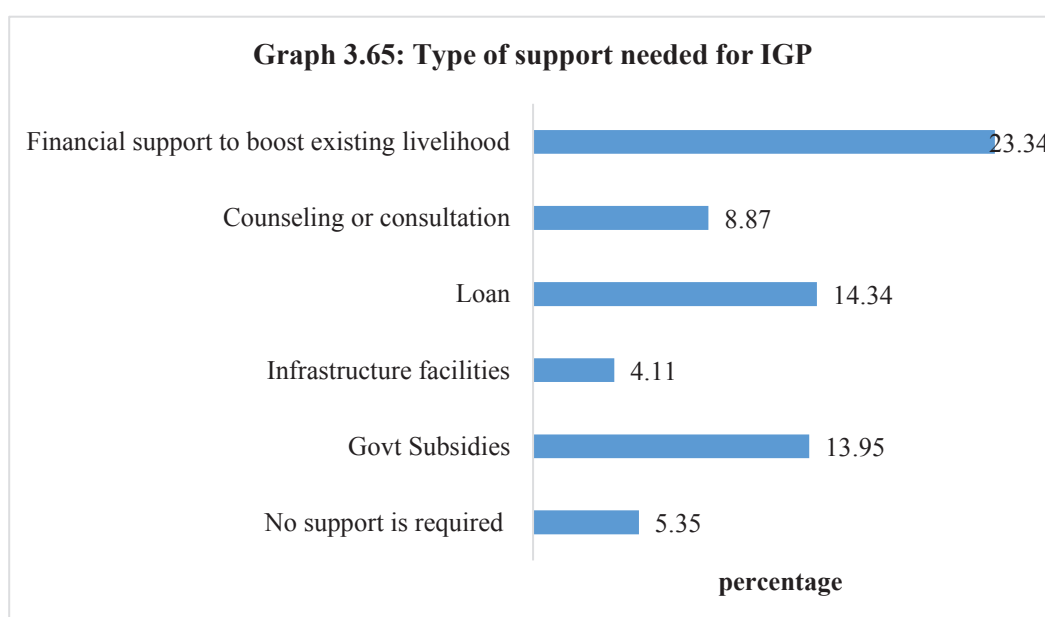 Graph 3.65: Type of support needed for IGP
Financial support to boost existing livelihood 23.34
Counseling or consultation 8.87
Loan 14.34
Infrastructure facilities 4.11
Govt Subsidies 13.95
No support is required 5.35
percentage